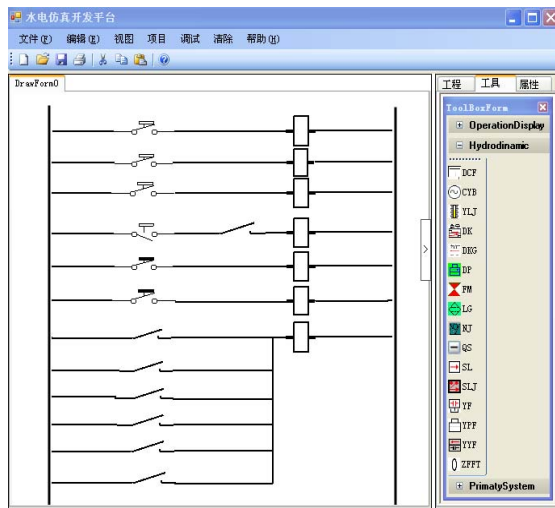 水电仿真开发平台
文件(F) 编辑(E) 视图 项目 调试 清除 帮助(H)
DrawForm0
工程 工具 属性
ToolBoxForm
OperationDisplay
Hydrodinamic
DCF
CYB
YLJ
DK
DKG
DP
FM
LG
NJ
QS
SL
SLJ
YF
YPF
YYF
ZFFT
PrimatySystem